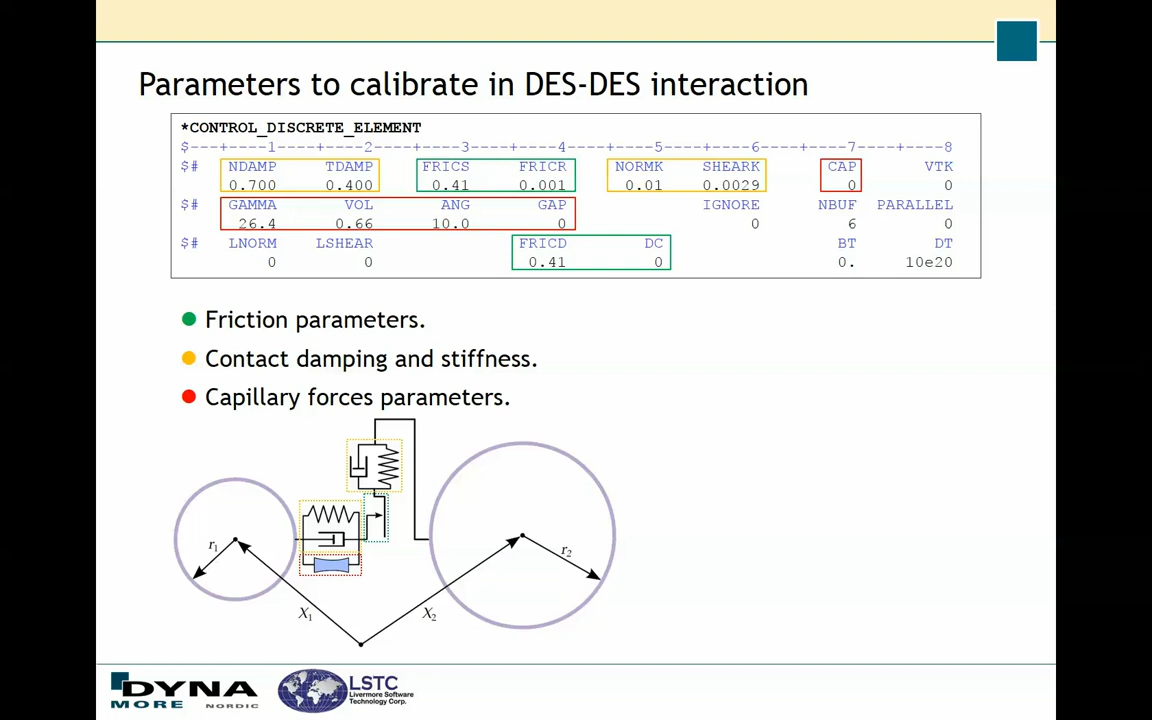 Parameters to calibrate in DES-DES interaction
*CONTROL_DISCRETE_ELEMENT
$---+----1----+----2----+----3----+----4----+----5----+----6----+----7----+----8
$# NDAMP TDAMP FRICS FRICR NORMK SHEARK CAP VTK
0.700 0.400 0.41 0.001 0.01 0.0029 0 0
$# GAMMA VOL ANG GAP IGNORE NBUF PARALLEL
26.4 0.66 10.0 0 0 6 0
$# LNORM LSHEAR FRICD DC BT DT
0 0 0.41 0 0. 10e20
Friction parameters.
Contact damping and stiffness.
Capillary forces parameters.
r1
r2
X1
X2
DYNA
MORE NORDIC
LSTC
Livermore Software
Technology Corp.